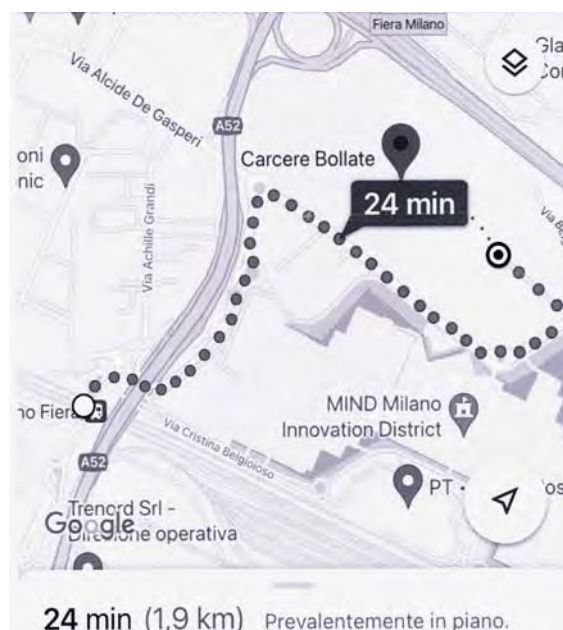 Fiera Milano
Via Alcide De Gasperi
A52
oni
nic
Carcere Bollate
24 min
Via Achille Grandi
MIND Milano
Innovation District
no Fiera
Via Cristina Belgioioso
A52
PT
os
Trenord Srl -
Direzione operativa
Google
24 min (1,9 km) Prevalentemente in piano.